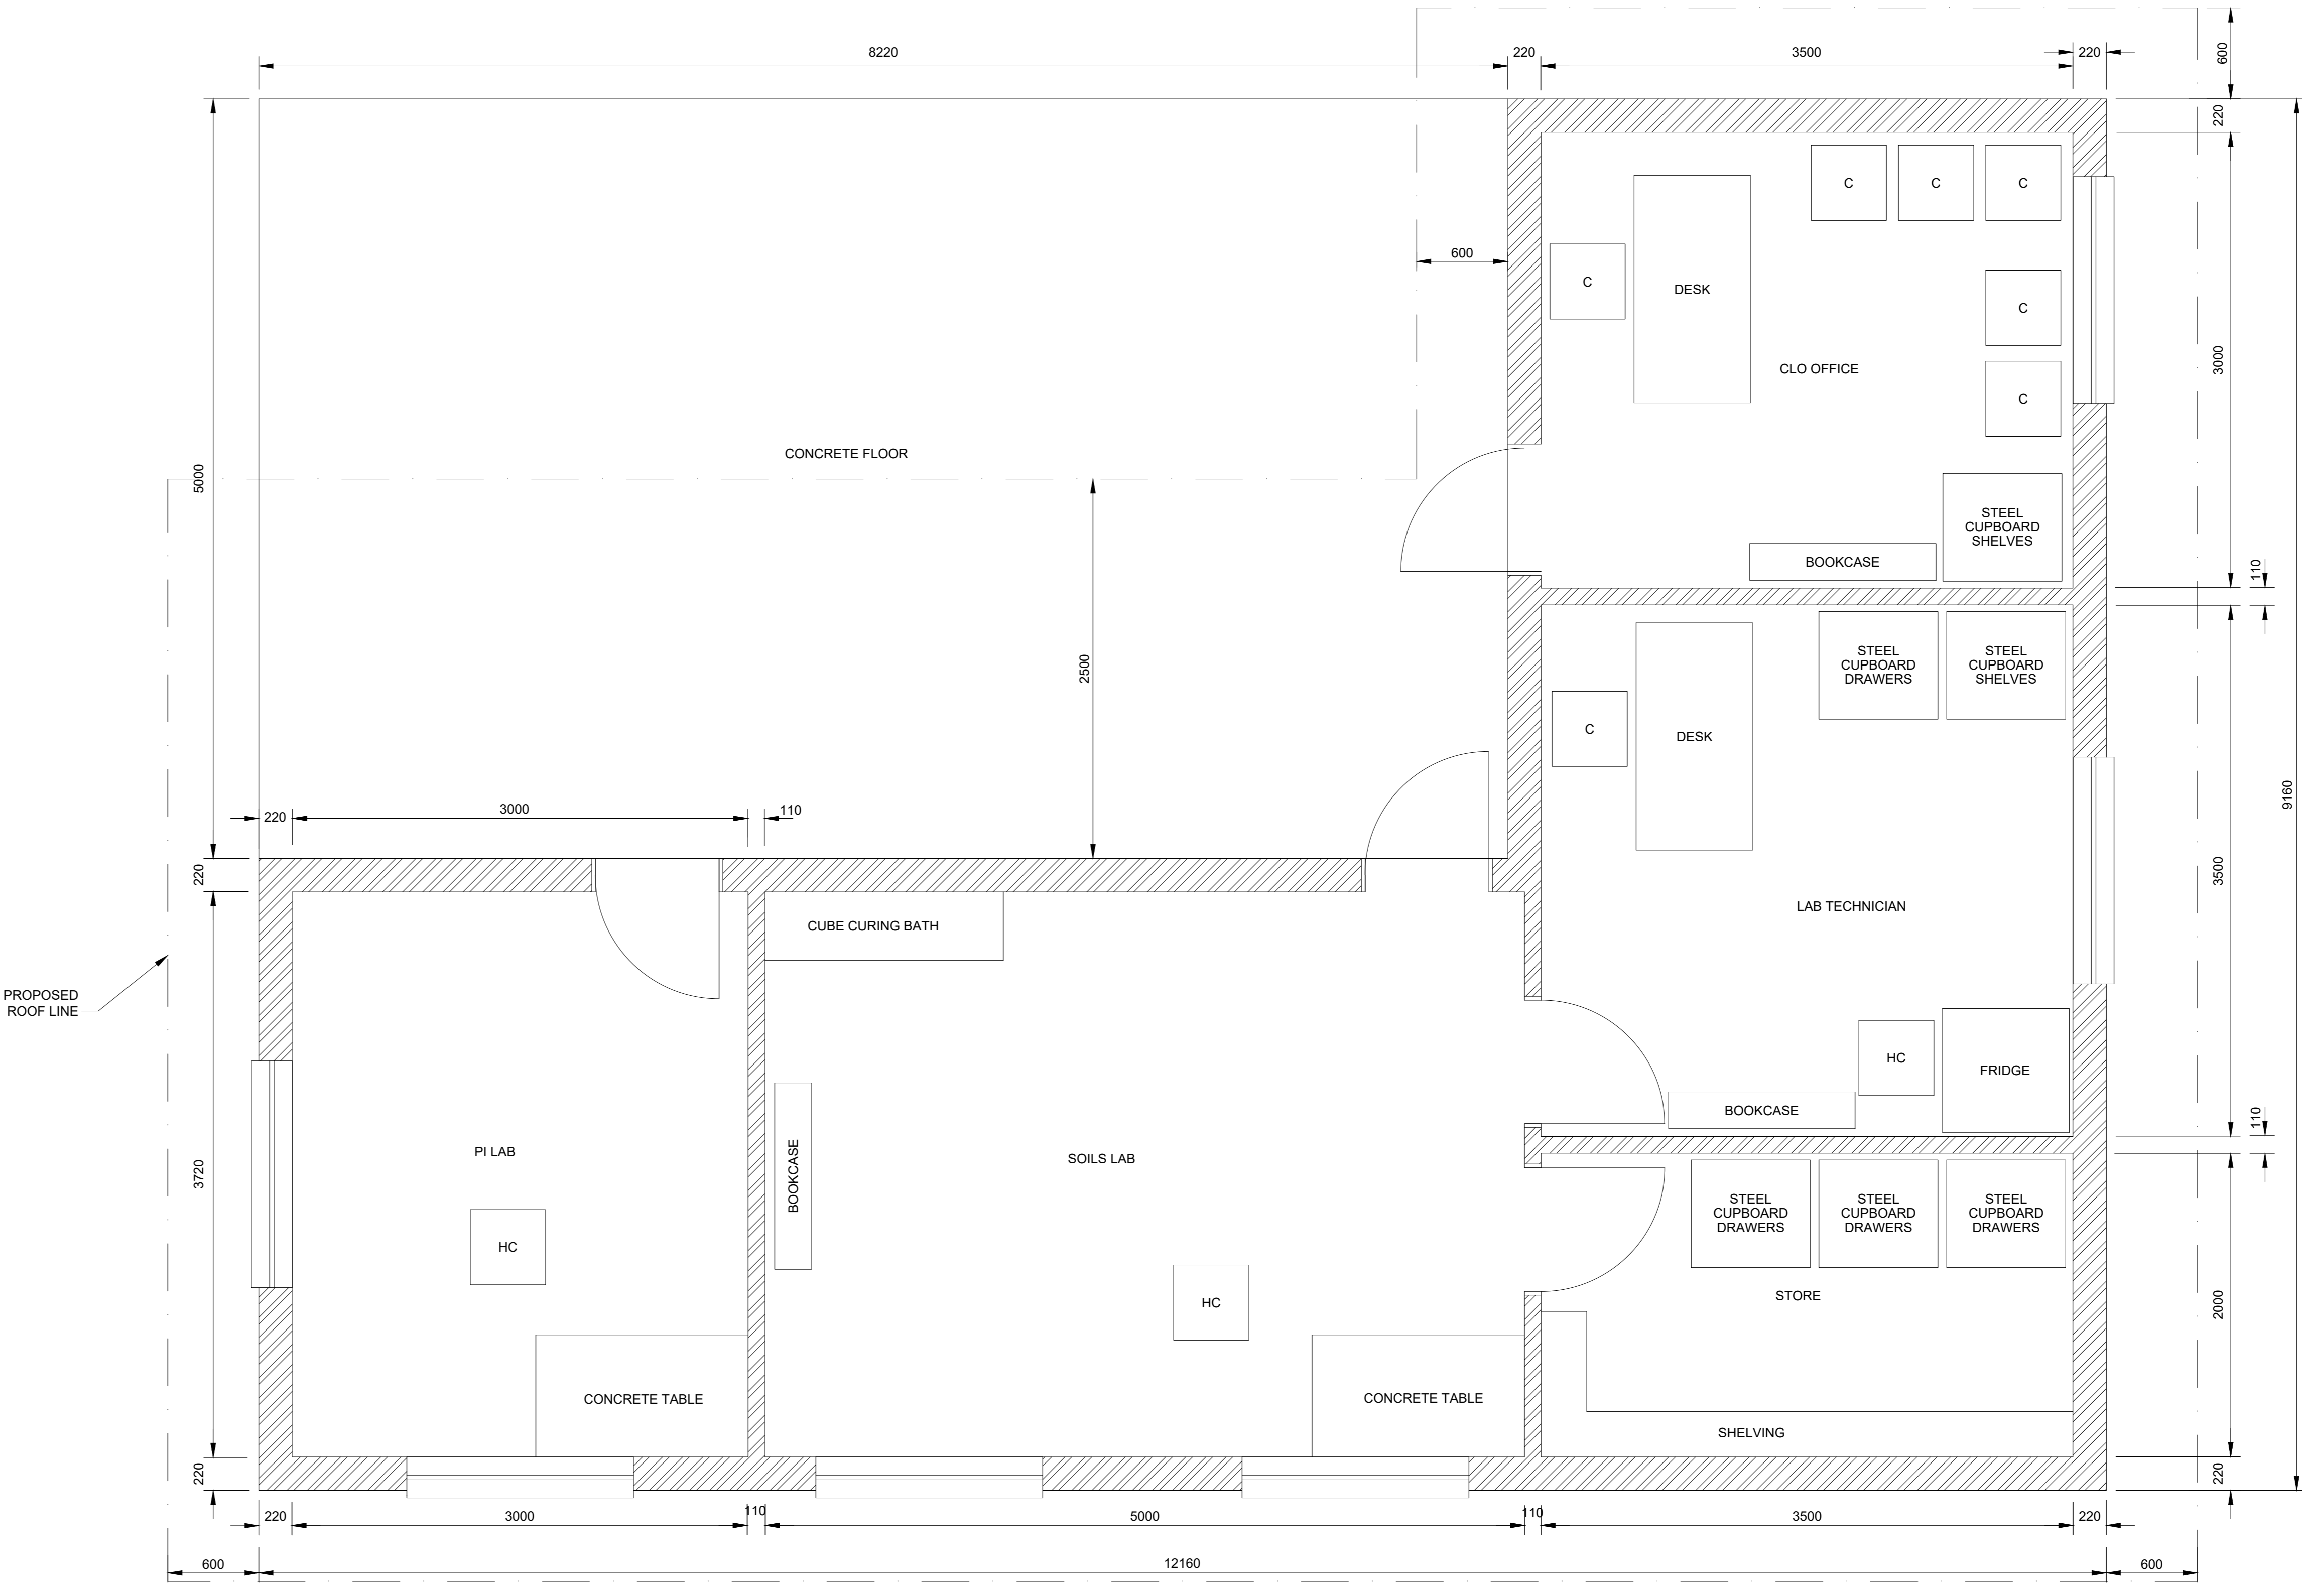 8220
220
3500
220
600
220
C
C
C
600
C
DESK
C
3000
CLO OFFICE
C
CONCRETE FLOOR
5000
STEEL
CUPBOARD
SHELVES
BOOKCASE
110
2500
STEEL
CUPBOARD
DRAWERS
STEEL
CUPBOARD
SHELVES
C
DESK
9160
220
3000
110
220
3500
CUBE CURING BATH
LAB TECHNICIAN
PROPOSED
ROOF LINE
HC
FRIDGE
BOOKCASE
110
PI LAB
BOOKCASE
SOILS LAB
3720
STEEL
CUPBOARD
DRAWERS
STEEL
CUPBOARD
DRAWERS
STEEL
CUPBOARD
DRAWERS
HC
HC
STORE
2000
CONCRETE TABLE
CONCRETE TABLE
SHELVING
220
220
220
3000
110
5000
110
3500
220
600
12160
600